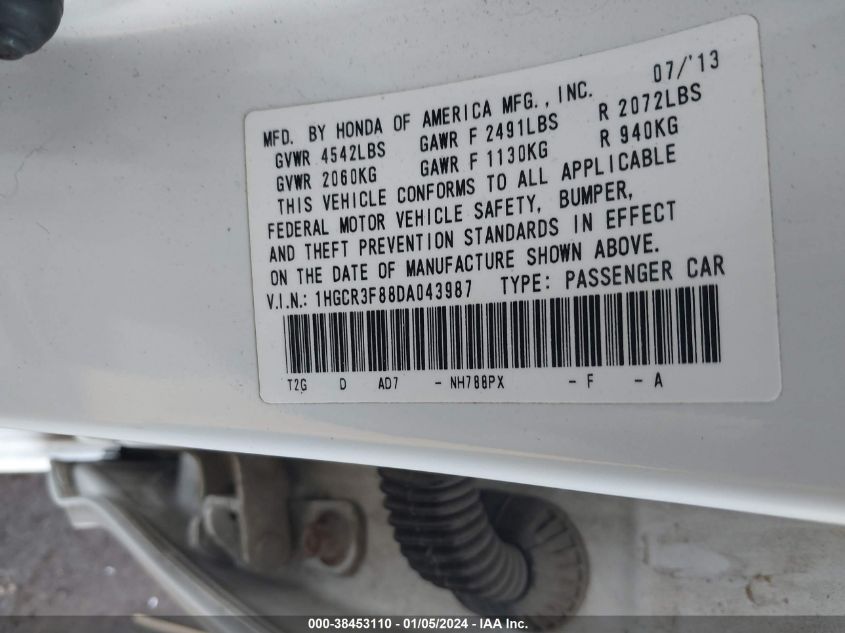 07/'13
MFD. BY HONDA OF AMERICA MFG., INC.
GVWR 4542LBS GAWR F 2491LBS R 2072LBS
GVWR 2060KG GAWR F 1130KG R 940KG
THIS VEHICLE CONFORMS TO ALL APPLICABLE
FEDERAL MOTOR VEHICLE SAFETY, BUMPER,
AND THEFT PREVENTION STANDARDS IN EFFECT
ON THE DATE OF MANUFACTURE SHOWN ABOVE.
V.I.N.: 1HGCR3F88DA043987 TYPE: PASSENGER CAR
T2G D AD7 - NH788PX - F - A
000-38453110 - 01/05/2024 - IAA Inc.